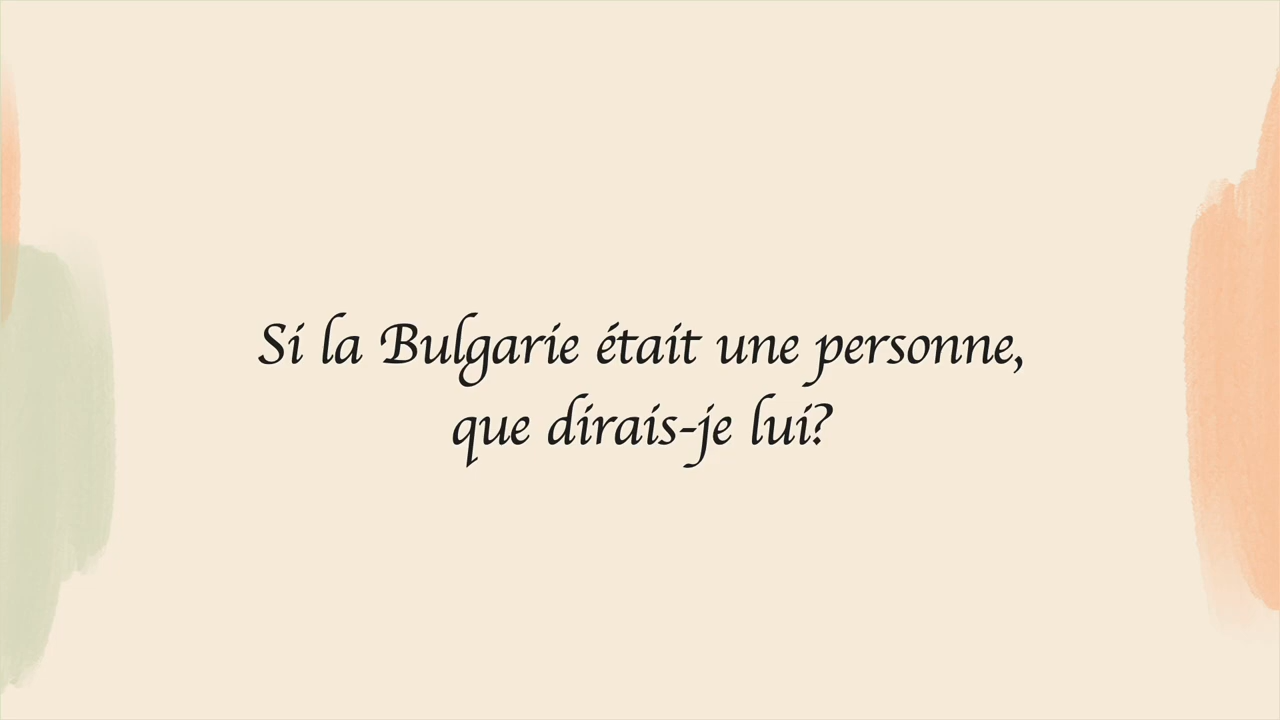 Si la Bulgarie était une personne,
que dirais-je lui?